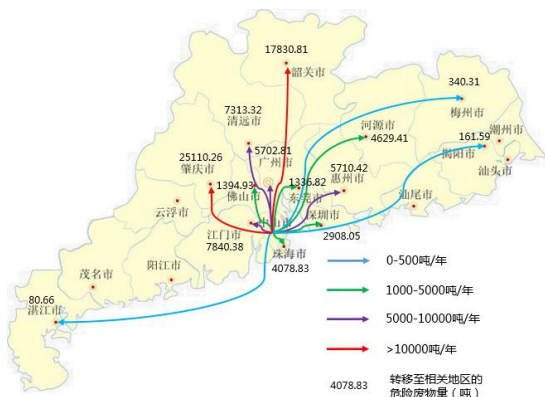 17830.81
韶关市
340.31
梅州市
7313.32
清远市
河源市
4629.41
潮州市
161.59
揭阳市
汕头市
5702.81
广州市
25110.26
肇庆市
1394.93
佛山市
1336.82
东莞市
5710.42
惠州市
汕尾市
云浮市
中山市
深圳市
2908.05
江门市
7840.38
珠海市
4078.83
阳江市
茂名市
80.66
湛江市
0-500吨/年
1000-5000吨/年
5000-10000吨/年
>10000吨/年
4078.83
转移至相关地区的
危险废物量（吨）